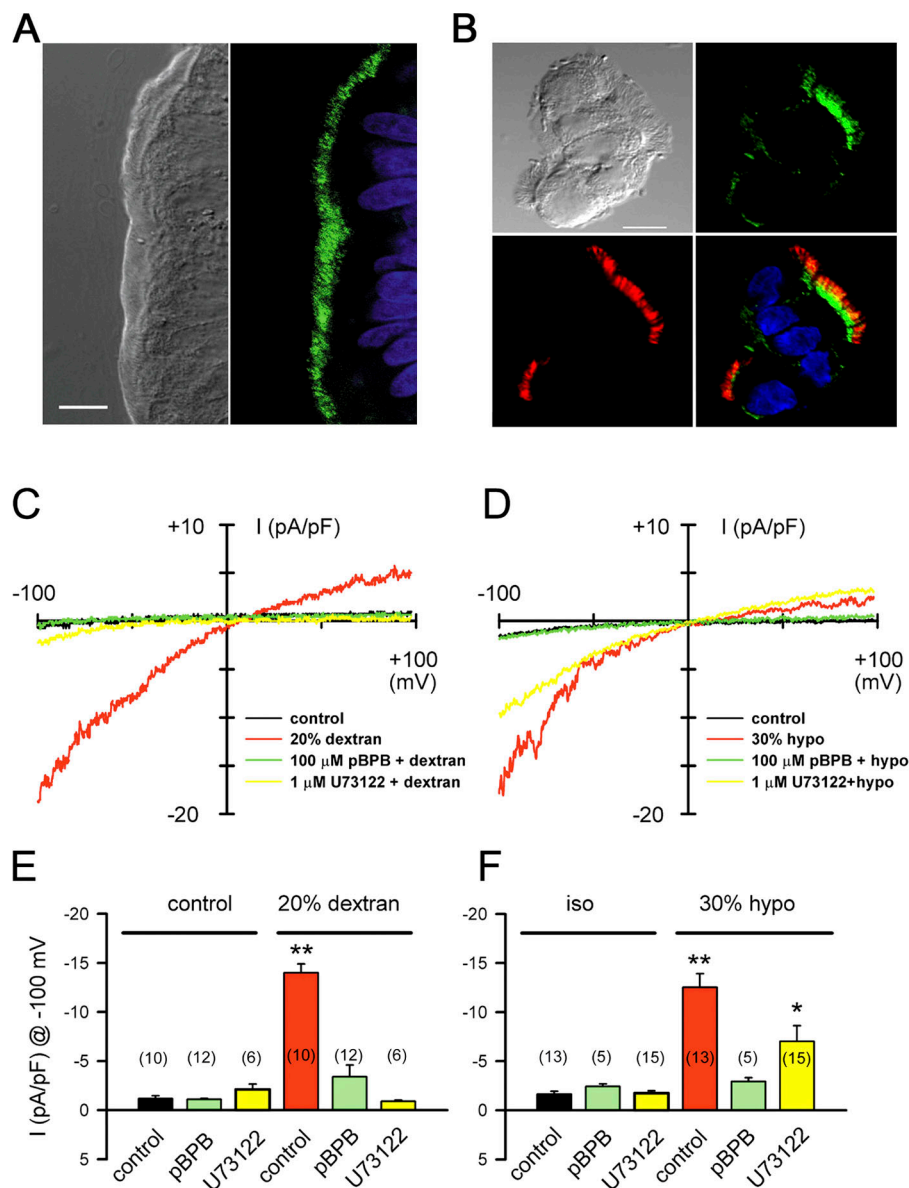 A
B
C
+10
I (pA/pF)
-100
+100
(mV)
-20
control
20% dextran
100 μM pBPB + dextran
1 μM U73122 + dextran
D
+10
I (pA/pF)
-100
+100
(mV)
-20
control
30% hypo
100 μM pBPB + hypo
1 μM U73122+hypo
E
control
20% dextran
I (pA/pF) @ -100 mV
-20
-15
-10
-5
0
5
**
(10)
(12)
(6)
(10)
(12)
(6)
control
pBPB
U73122
control
pBPB
U73122
F
iso
30% hypo
-20
-15
-10
-5
0
5
**
*
(13)
(5)
(15)
(13)
(5)
(15)
control
pBPB
U73122
control
pBPB
U73122